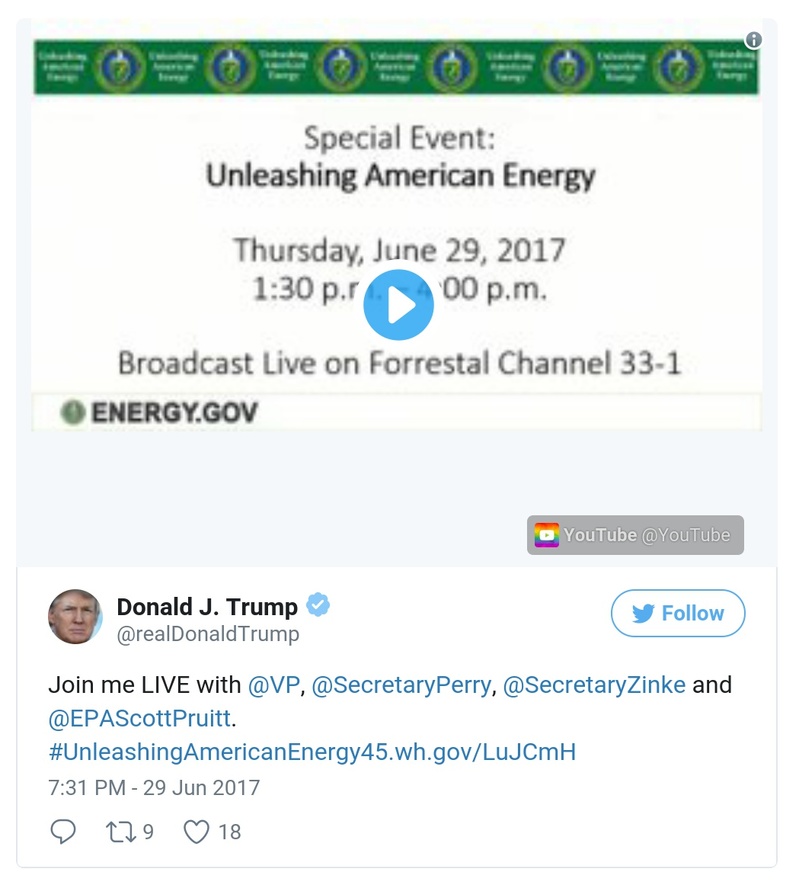 Unleashing American Energy Unleashing American Energy Unleashing American Energy Unleashing American Energy Unleashing American Energy Unleashing American Energy Unleashing American Energy
Special Event:
Unleashing American Energy
Thursday, June 29, 2017
1:30 p. :00 p.m.
Broadcast Live on Forrestal Channel 33-1
ENERGY.GOV
YouTube @YouTube
Donald J. Trump
@realDonaldTrump
Follow
Join me LIVE with @VP, @SecretaryPerry, @SecretaryZinke and
@EPAScottPruitt.
#UnleashingAmericanEnergy45.wh.gov/LuJCmH
7:31 PM - 29 Jun 2017
9 18